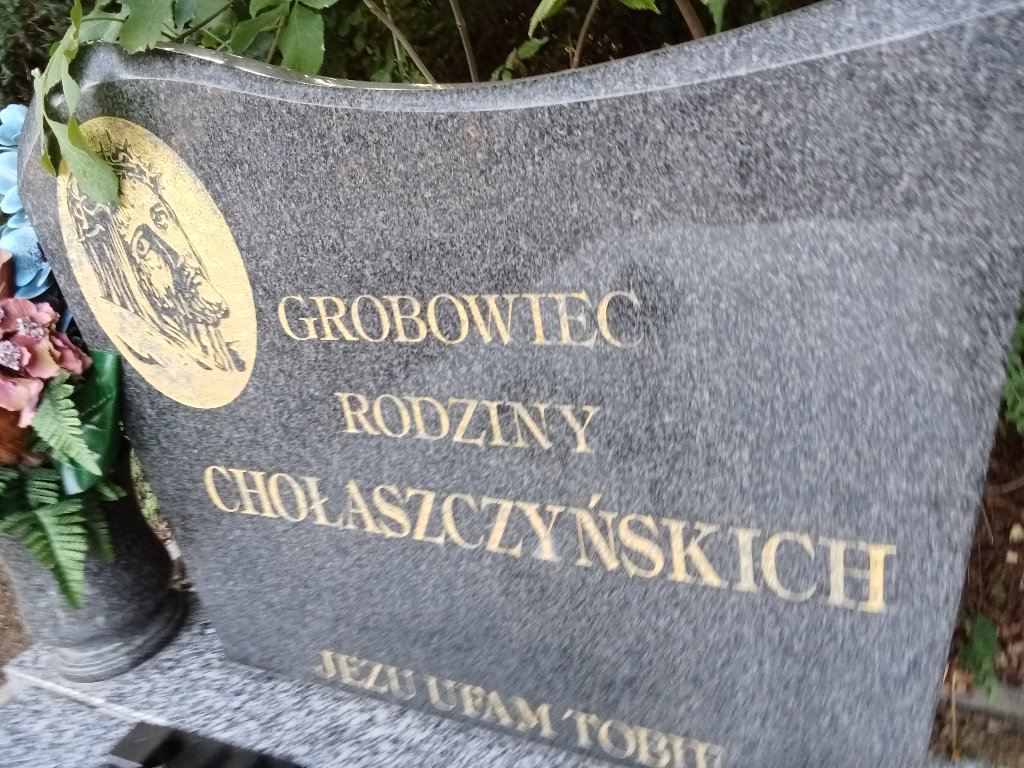 GROBOWIEC
RODZINY
CHOŁASZCZYŃSKICH
JEZU UFAM TOBIE